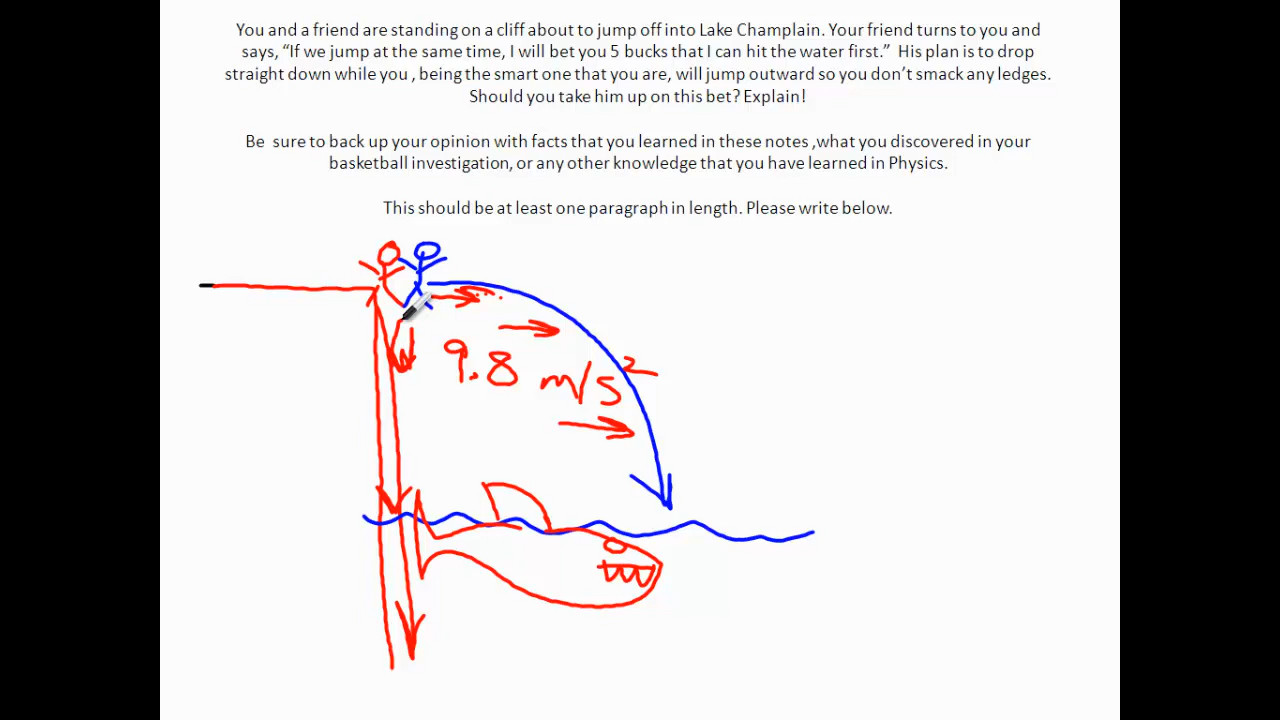 You and a friend are standing on a cliff about to jump off into Lake Champlain. Your friend turns to you and
says, “If we jump at the same time, I will bet you 5 bucks that I can hit the water first.” His plan is to drop
straight down while you , being the smart one that you are, will jump outward so you don’t smack any ledges.
Should you take him up on this bet? Explain!
Be sure to back up your opinion with facts that you learned in these notes ,what you discovered in your
basketball investigation, or any other knowledge that you have learned in Physics.
This should be at least one paragraph in length. Please write below.
9.8 m/s²